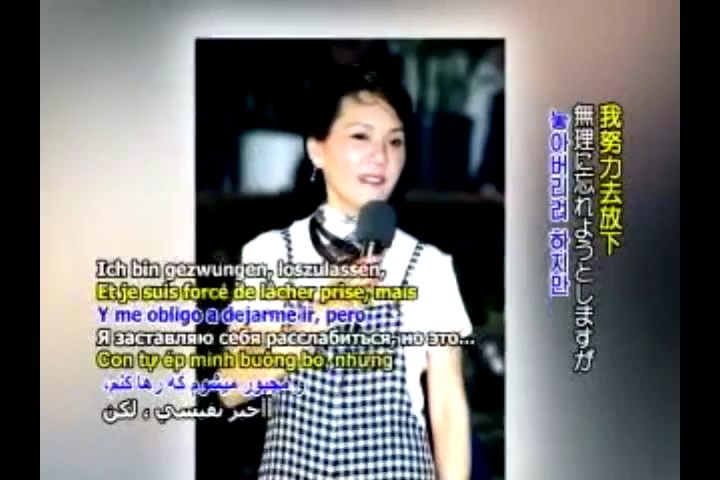 我努力去放下
無理に忘れようとしますが
놓아버리려 하지만
Ich bin gezwungen, loszulassen,
Et je suis forcé de lâcher prise, mais
Y me obligo a dejarme ir, pero
Я заставляю себя расслабиться, но это...
Con tự ép mình buông bỏ, nhưng
و مجبور میشوم که رها کنم،
أجبر نفسي ، لكن